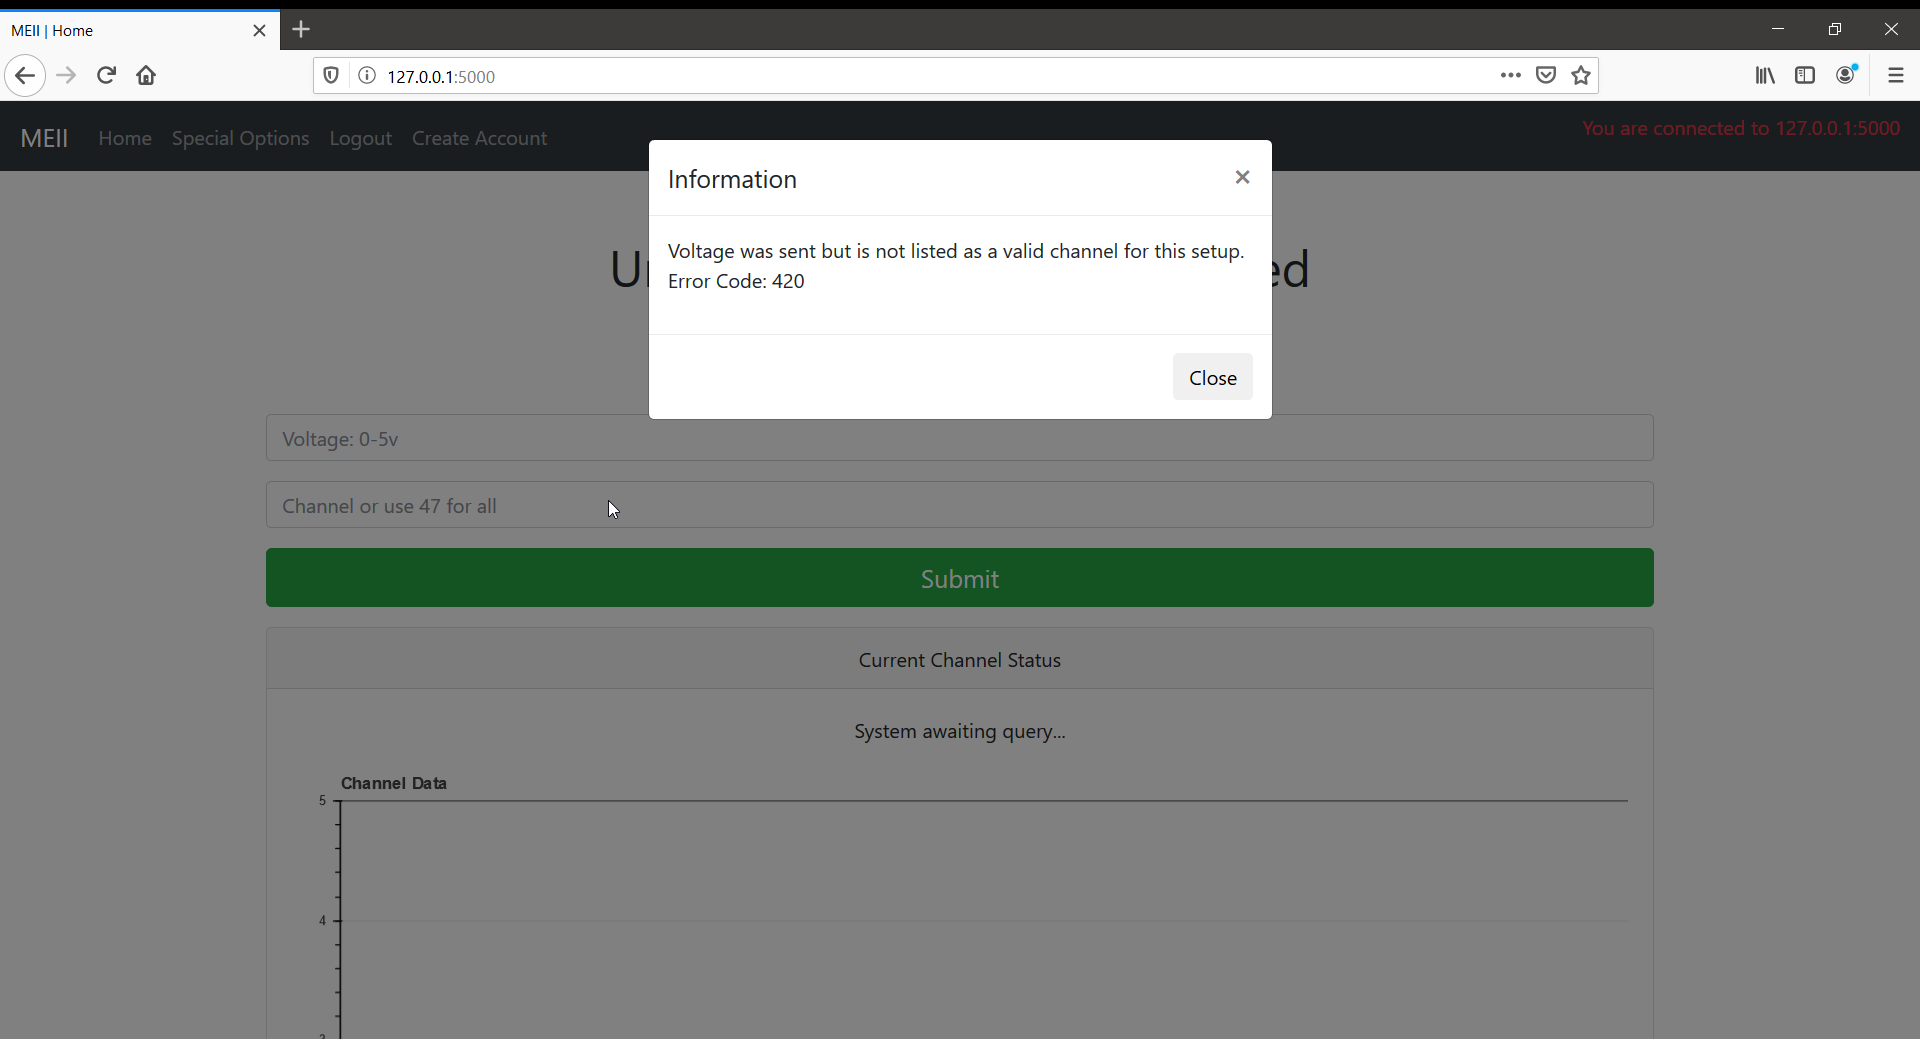 MEII | Home
127.0.0.1:5000
MEII Home Special Options Logout Create Account
You are connected to 127.0.0.1:5000
Information
Voltage was sent but is not listed as a valid channel for this setup.
Error Code: 420
Close
Voltage: 0-5v
Channel or use 47 for all
Submit
Current Channel Status
System awaiting query...
Channel Data
5
4